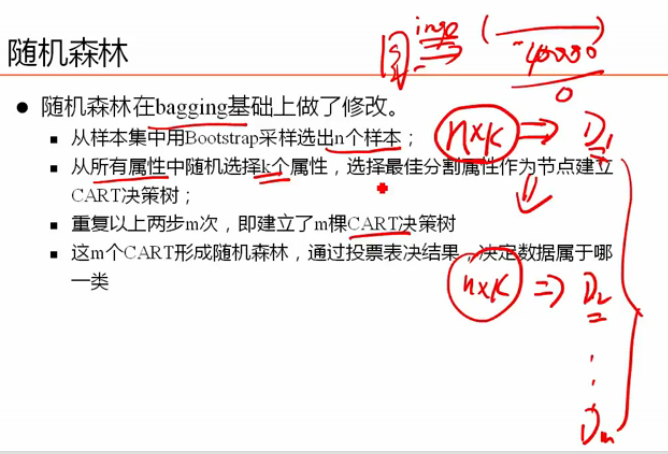 随机森林
40000
0
随机森林在bagging基础上做了修改。
从样本集中用Bootstrap采样选出n个样本；
n×k ⇒ D1
从所有属性中随机选择k个属性，选择最佳分割属性作为节点建立
CART决策树；
重复以上两步m次，即建立了m棵CART决策树
这m个CART形成随机森林，通过投票表决结果，决定数据属于哪
一类
n×k ⇒ D2
Dm